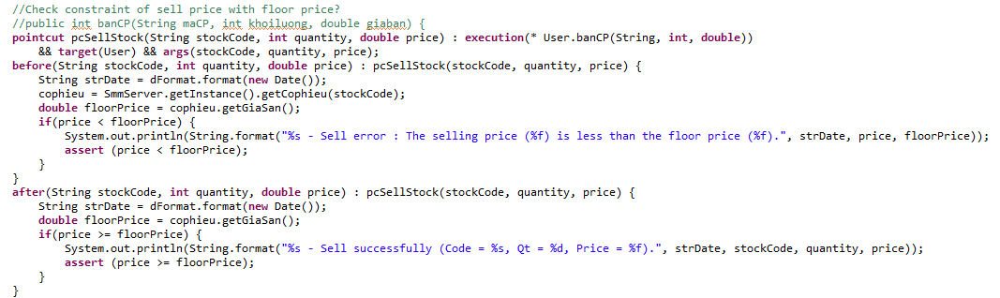 //Check constraint of sell price with floor price?
//public int banCP(String maCP, int khoiluong, double giaban) {
pointcut pcSellStock(String stockCode, int quantity, double price) : execution(* User.banCP(String, int, double))
    && target(User) && args(stockCode, quantity, price);
before(String stockCode, int quantity, double price) : pcSellStock(stockCode, quantity, price) {
    String strDate = dFormat.format(new Date());
    cophieu = SmmServer.getInstance().getCophieu(stockCode);
    double floorPrice = cophieu.getGiaSan();
    if(price < floorPrice) {
        System.out.println(String.format("%s - Sell error : The selling price (%f) is less than the floor price (%f).", strDate, price, floorPrice));
        assert (price < floorPrice);
    }
}
after(String stockCode, int quantity, double price) : pcSellStock(stockCode, quantity, price) {
    String strDate = dFormat.format(new Date());
    double floorPrice = cophieu.getGiaSan();
    if(price >= floorPrice) {
        System.out.println(String.format("%s - Sell successfully (Code = %s, Qt = %d, Price = %f).", strDate, stockCode, quantity, price));
        assert (price >= floorPrice);
    }
}